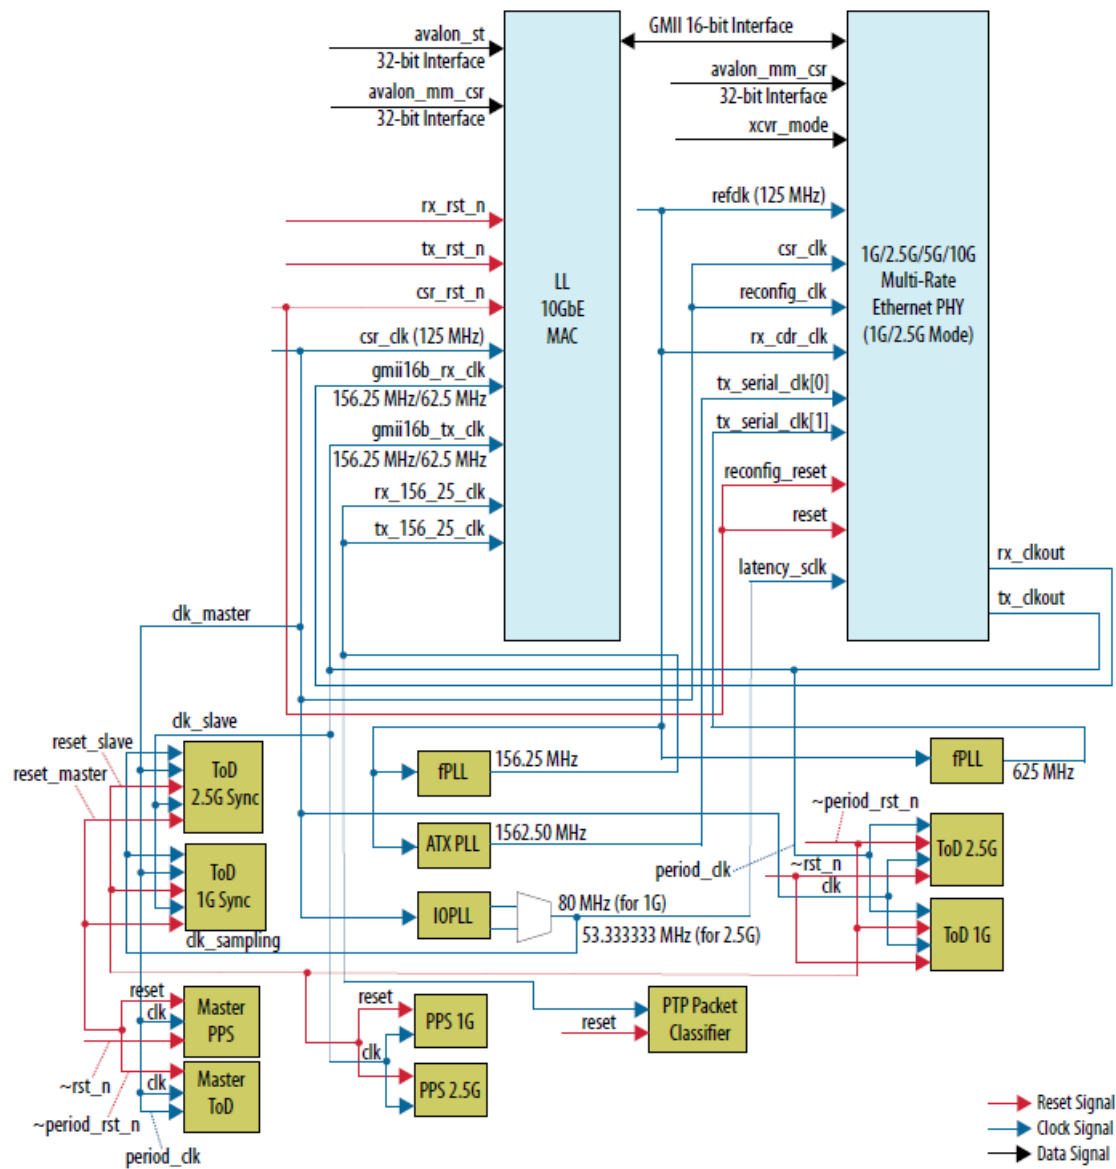 avalon_st
32-bit Interface
avalon_mm_csr
32-bit Interface
rx_rst_n
tx_rst_n
csr_rst_n
csr_clk (125 MHz)
gmii16b_rx_clk
156.25 MHz/62.5 MHz
gmii16b_tx_clk
156.25 MHz/62.5 MHz
rx_156_25_clk
tx_156_25_clk
LL
10GbE
MAC
GMII 16-bit Interface
avalon_mm_csr
32-bit Interface
xcvr_mode
refclk (125 MHz)
csr_clk
reconfig_clk
rx_cdr_clk
tx_serial_clk[0]
tx_serial_clk[1]
reconfig_reset
reset
latency_sclk
1G/2.5G/5G/10G
Multi-Rate
Ethernet PHY
(1G/2.5G Mode)
rx_clkout
tx_clkout
clk_master
clk_slave
reset_slave
reset_master
ToD
2.5G Sync
ToD
1G Sync
clk_sampling
fPLL
156.25 MHz
ATX PLL
1562.50 MHz
IOPLL
80 MHz (for 1G)
53.333333 MHz (for 2.5G)
fPLL
625 MHz
~period_rst_n
period_clk
~rst_n
clk
ToD 2.5G
ToD 1G
reset
clk
Master
PPS
~rst_n
clk
Master
ToD
~period_rst_n
period_clk
reset
clk
PPS 1G
PPS 2.5G
reset
PTP Packet
Classifier
Reset Signal
Clock Signal
Data Signal